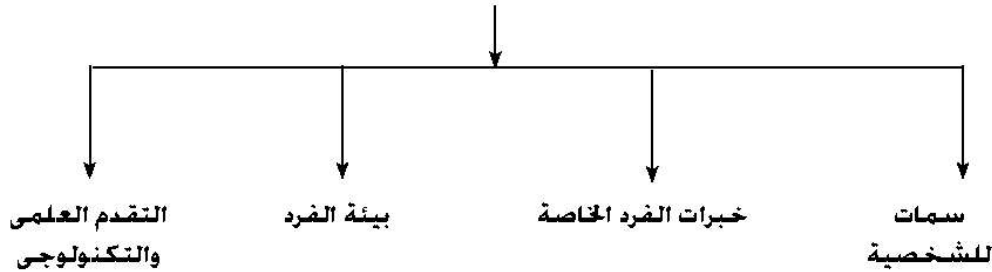 سمات
للشخصية
خبرات الفرد الخاصة
بيئة الفرد
التقدم العلمى
والتكنولوجى